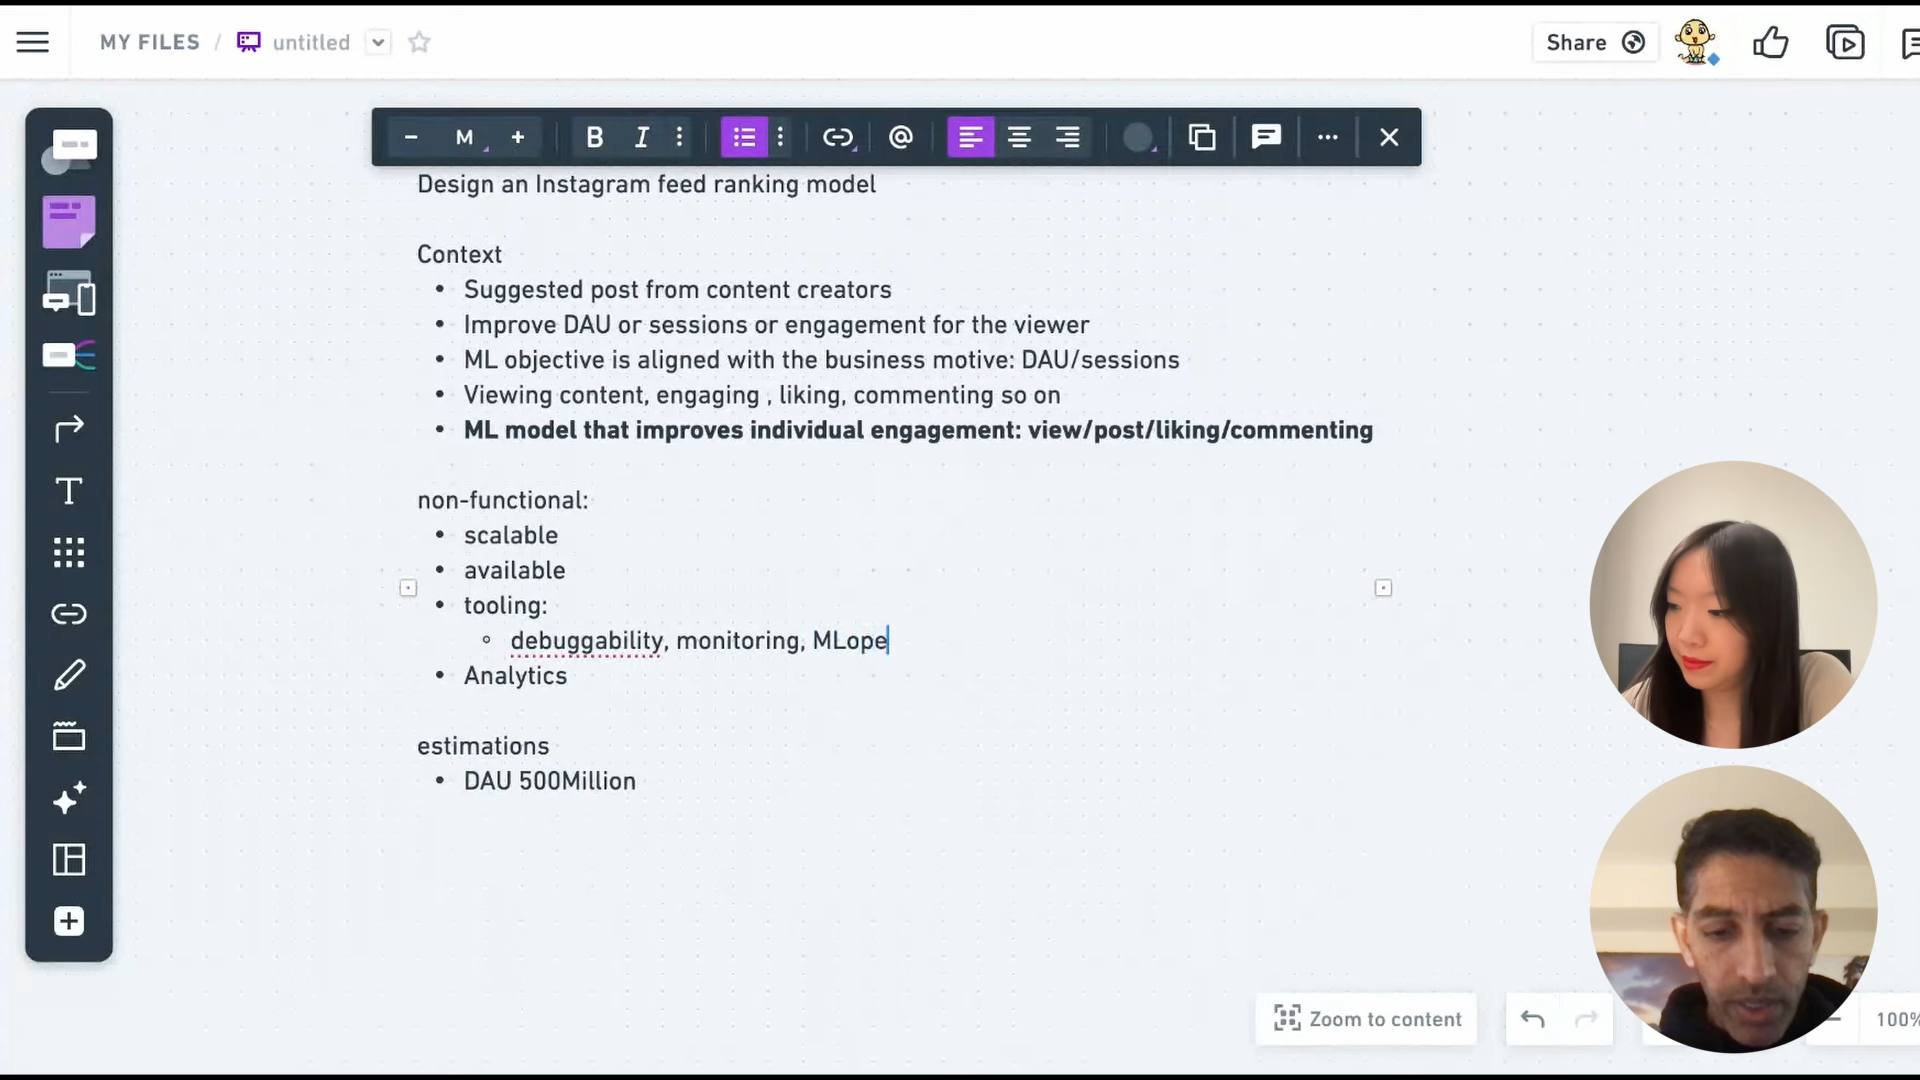 MY FILES / untitled
Share
M
B I
@
Design an Instagram feed ranking model
Context
• Suggested post from content creators
• Improve DAU or sessions or engagement for the viewer
• ML objective is aligned with the business motive: DAU/sessions
• Viewing content, engaging , liking, commenting so on
• ML model that improves individual engagement: view/post/liking/commenting
non-functional:
• scalable
• available
• tooling:
◦ debuggability, monitoring, MLope
• Analytics
estimations
• DAU 500Million
T
Zoom to content
100%